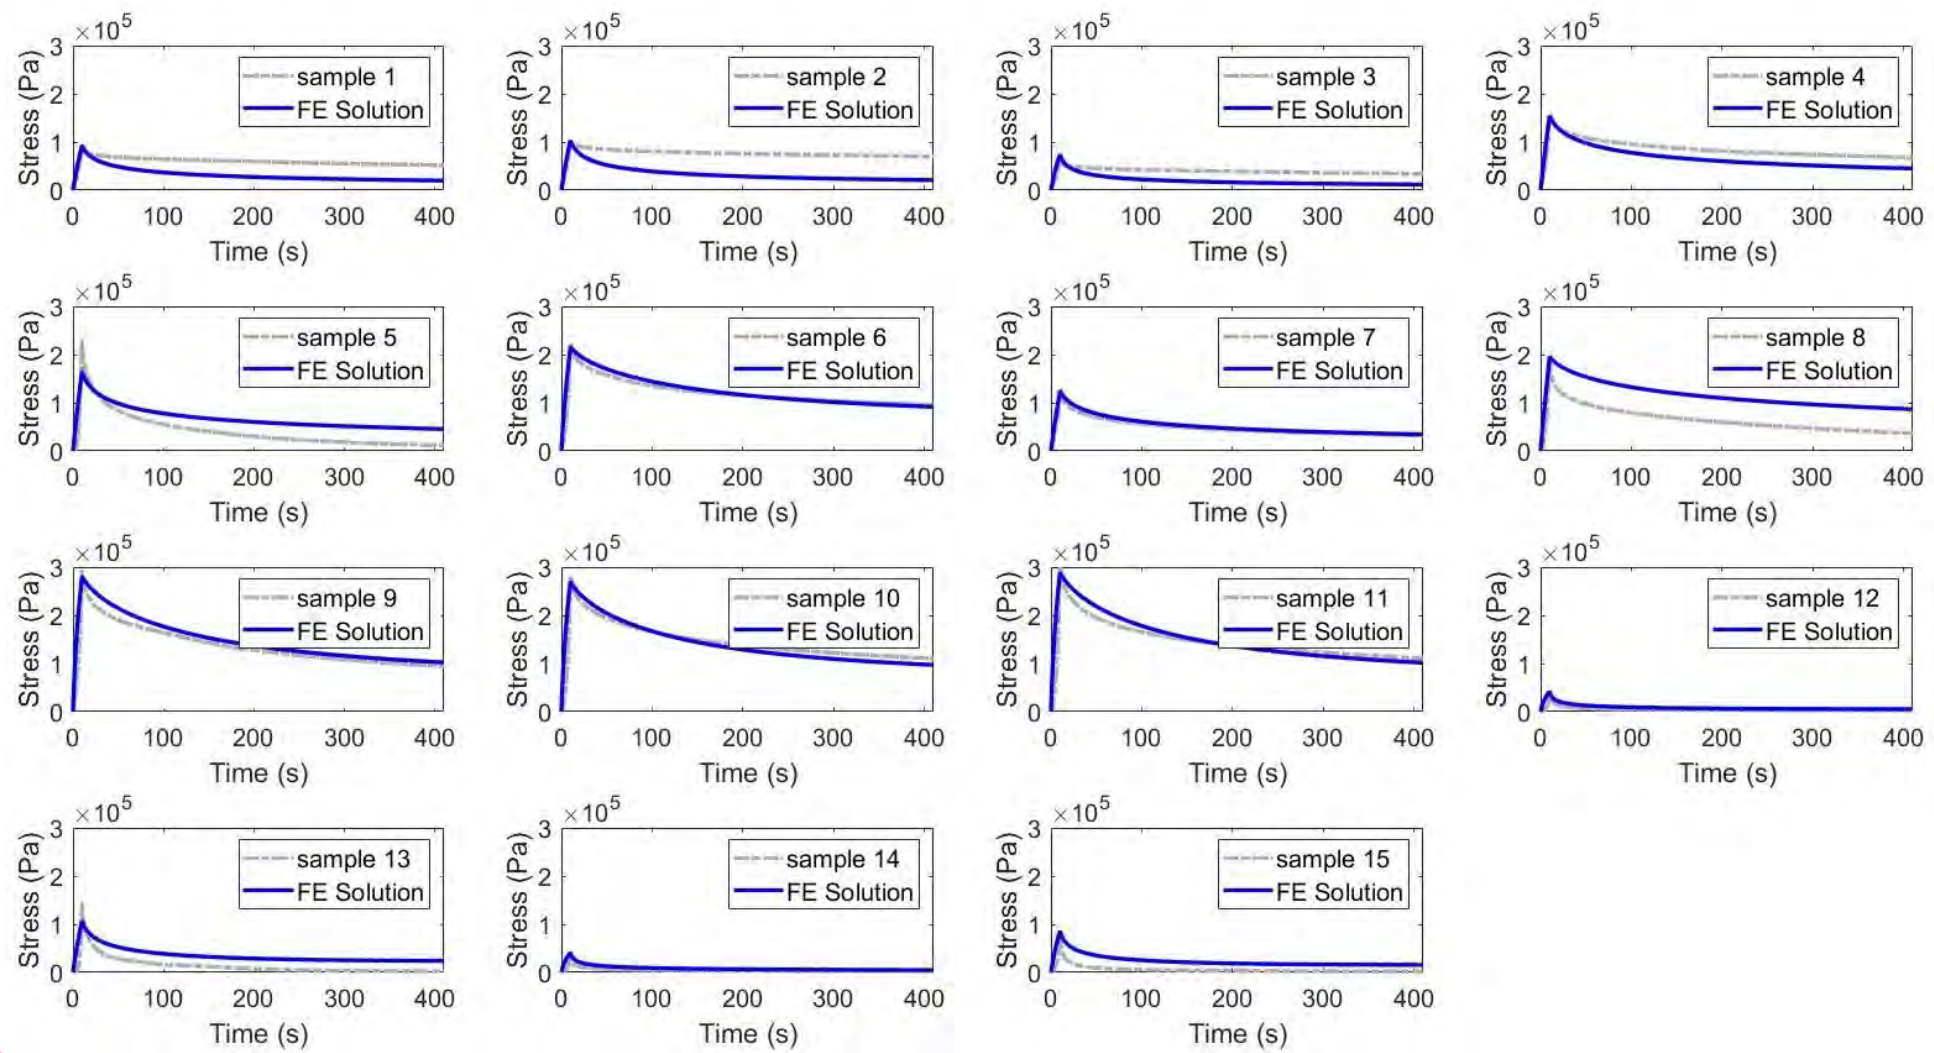 ×10^5
3
2
1
0
Stress (Pa)
sample 1
FE Solution
0 100 200 300 400
Time (s)
×10^5
3
2
1
0
Stress (Pa)
sample 2
FE Solution
0 100 200 300 400
Time (s)
×10^5
3
2
1
0
Stress (Pa)
sample 3
FE Solution
0 100 200 300 400
Time (s)
×10^5
3
2
1
0
Stress (Pa)
sample 4
FE Solution
0 100 200 300 400
Time (s)
×10^5
3
2
1
0
Stress (Pa)
sample 5
FE Solution
0 100 200 300 400
Time (s)
×10^5
3
2
1
0
Stress (Pa)
sample 6
FE Solution
0 100 200 300 400
Time (s)
×10^5
3
2
1
0
Stress (Pa)
sample 7
FE Solution
0 100 200 300 400
Time (s)
×10^5
3
2
1
0
Stress (Pa)
sample 8
FE Solution
0 100 200 300 400
Time (s)
×10^5
3
2
1
0
Stress (Pa)
sample 9
FE Solution
0 100 200 300 400
Time (s)
×10^5
3
2
1
0
Stress (Pa)
sample 10
FE Solution
0 100 200 300 400
Time (s)
×10^5
3
2
1
0
Stress (Pa)
sample 11
FE Solution
0 100 200 300 400
Time (s)
×10^5
3
2
1
0
Stress (Pa)
sample 12
FE Solution
0 100 200 300 400
Time (s)
×10^5
3
2
1
0
Stress (Pa)
sample 13
FE Solution
0 100 200 300 400
Time (s)
×10^5
3
2
1
0
Stress (Pa)
sample 14
FE Solution
0 100 200 300 400
Time (s)
×10^5
3
2
1
0
Stress (Pa)
sample 15
FE Solution
0 100 200 300 400
Time (s)